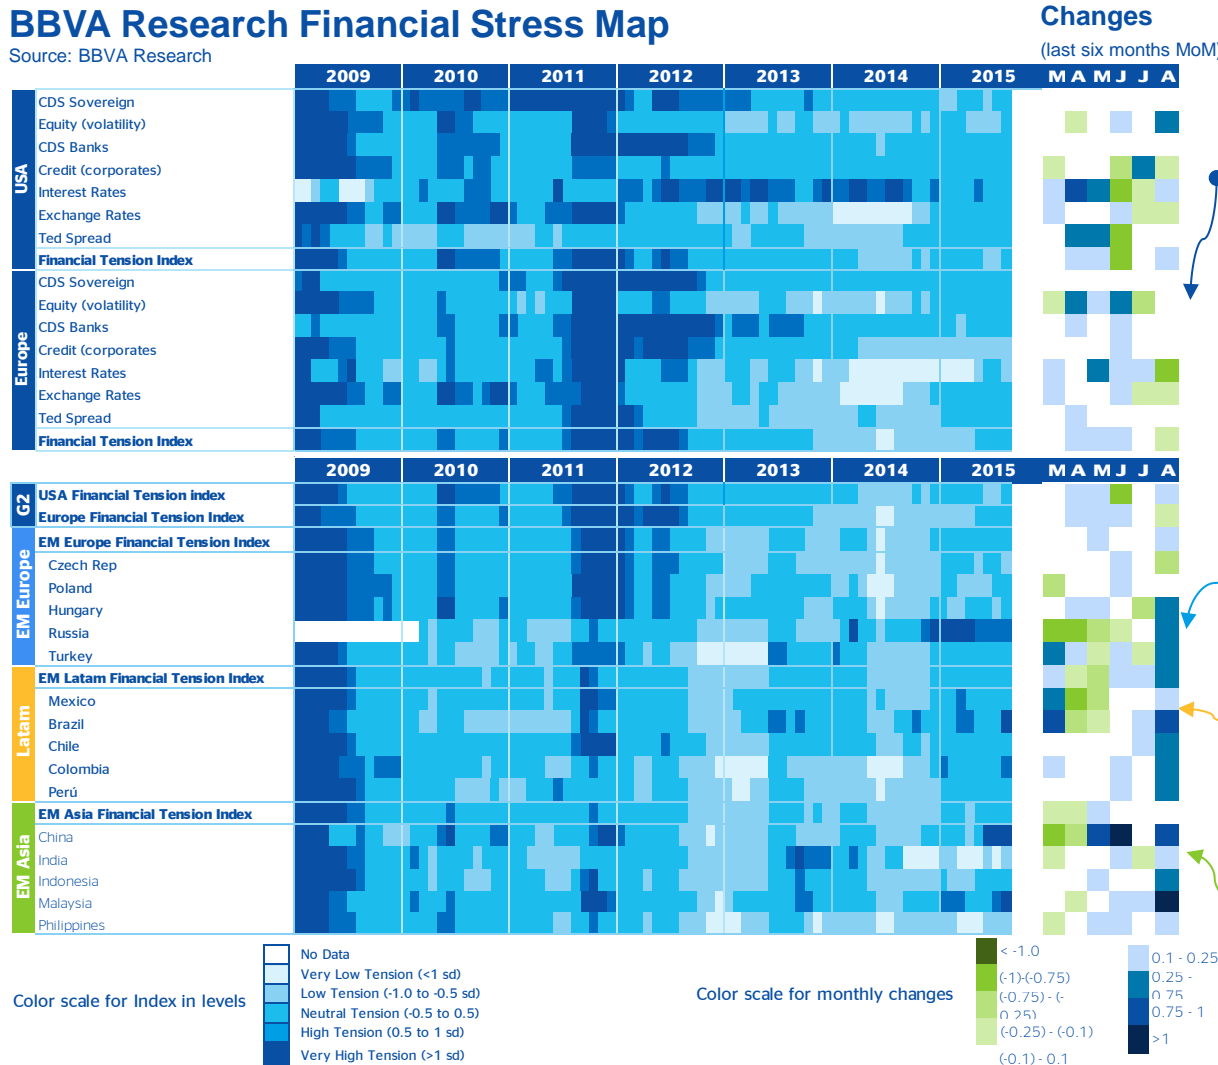 BBVA Research Financial Stress Map
Changes
Source: BBVA Research
(last six months MoM)
2009 2010 2011 2012 2013 2014 2015 M A M J J A
USA
CDS Sovereign
Equity (volatility)
CDS Banks
Credit (corporates)
Interest Rates
Exchange Rates
Ted Spread
Financial Tension Index
Europe
CDS Sovereign
Equity (volatility)
CDS Banks
Credit (corporates
Interest Rates
Exchange Rates
Ted Spread
Financial Tension Index
2009 2010 2011 2012 2013 2014 2015 M A M J J A
G2
USA Financial Tension index
Europe Financial Tension Index
EM Europe
EM Europe Financial Tension Index
Czech Rep
Poland
Hungary
Russia
Turkey
Latam
EM Latam Financial Tension Index
Mexico
Brazil
Chile
Colombia
Perú
EM Asia
EM Asia Financial Tension Index
China
India
Indonesia
Malaysia
Philippines
Color scale for Index in levels
No Data
Very Low Tension (<1 sd)
Low Tension (-1.0 to -0.5 sd)
Neutral Tension (-0.5 to 0.5)
High Tension (0.5 to 1 sd)
Very High Tension (>1 sd)
Color scale for monthly changes
< -1.0
(-1)-(-0.75)
(-0.75) - (-
0.25)
(-0.25) - (-0.1)
(-0.1) - 0.1
0.1 - 0.25
0.25 -
0.75
0.75 - 1
>1